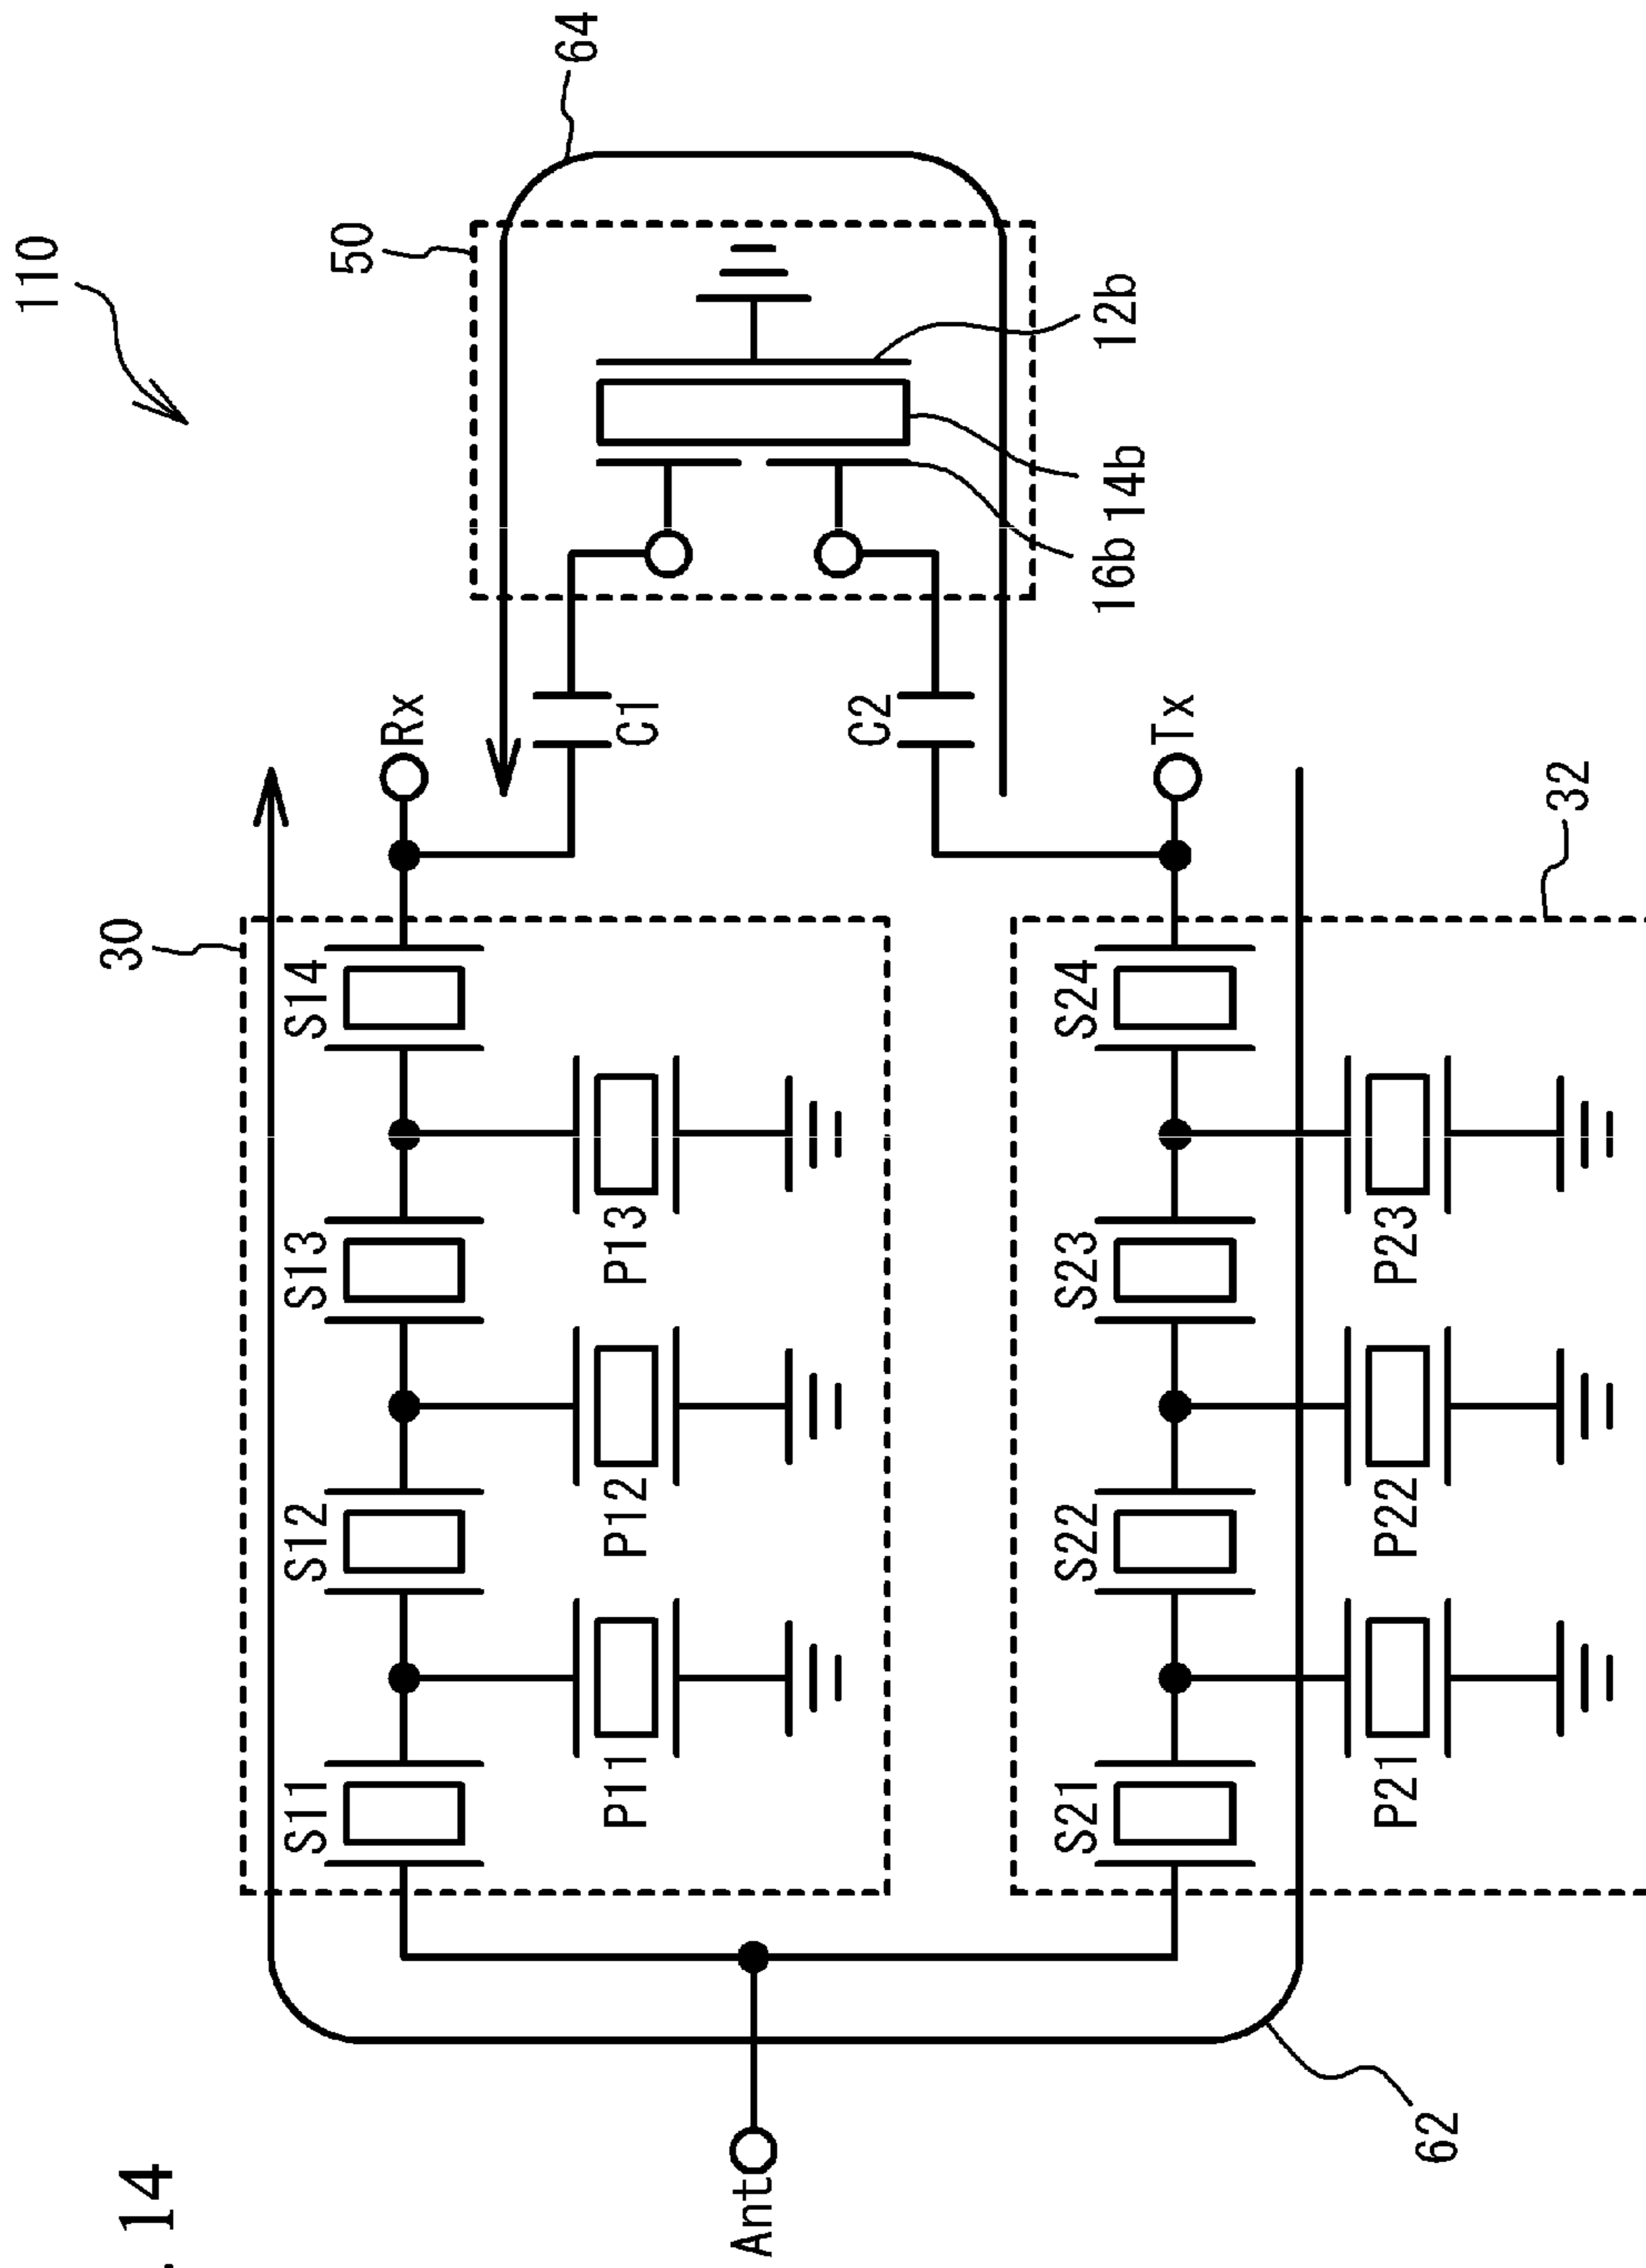 . 14
110
30
S11
S12
S13
S14
Rx
50
64
P11
P12
P13
C1
Ant
C2
12b
14b
16b
S21
S22
S23
S24
Tx
P21
P22
P23
32
62